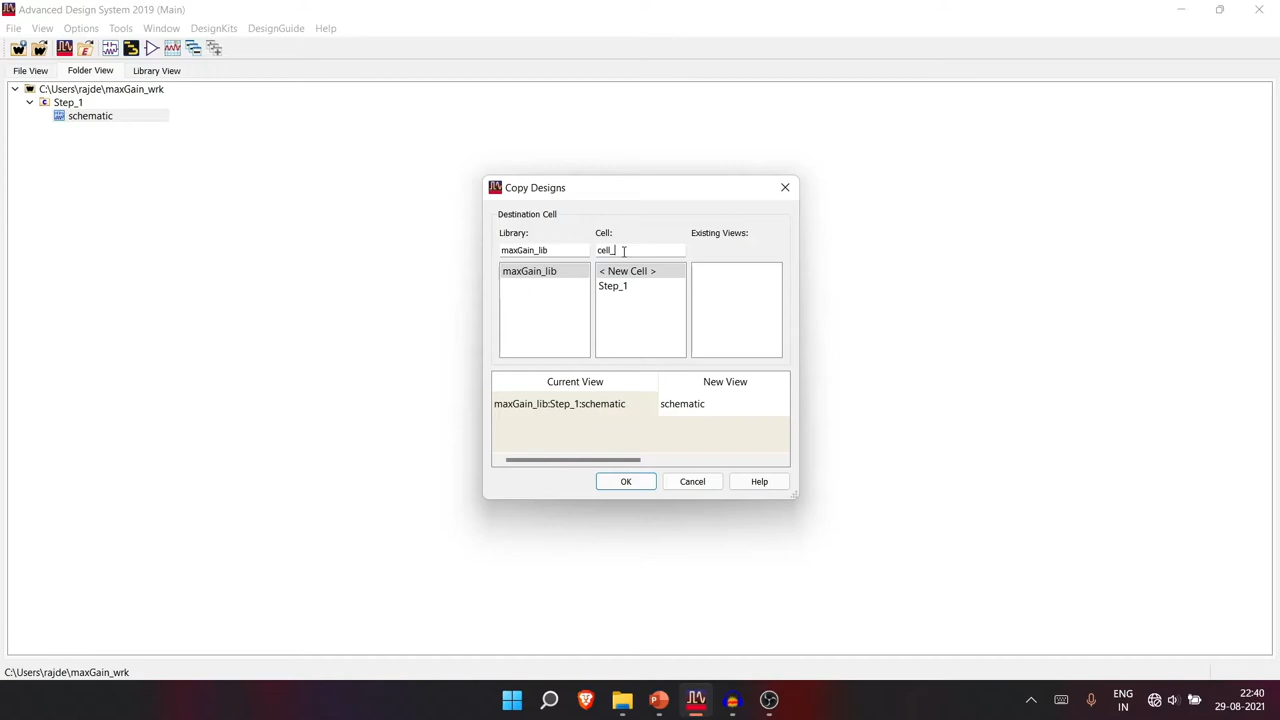 Advanced Design System 2019 (Main)
File View Options Tools Window DesignKits DesignGuide Help
File View Folder View Library View
C:\Users\rajde\maxGain_wrk
Step_1
schematic
Copy Designs
Destination Cell
Library: Cell: Existing Views:
maxGain_lib cell_
maxGain_lib < New Cell >
Step_1
Current View New View
maxGain_lib:Step_1:schematic schematic
OK Cancel Help
C:\Users\rajde\maxGain_wrk
ENG 22:40
IN 29-08-2021